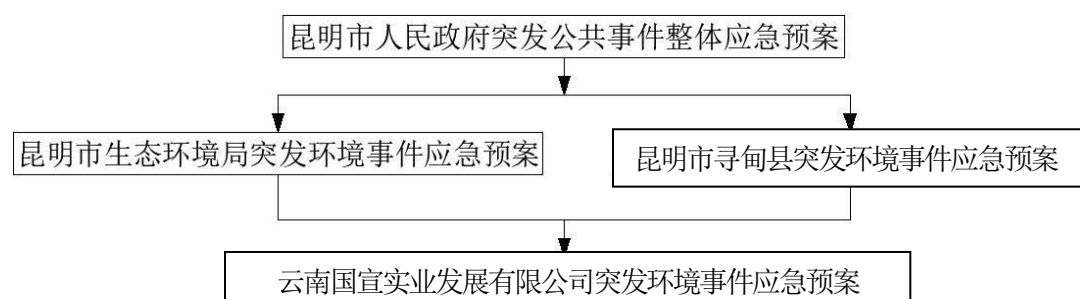 昆明市人民政府突发公共事件整体应急预案
昆明市生态环境局突发环境事件应急预案
昆明市寻甸县突发环境事件应急预案
云南国宣实业发展有限公司突发环境事件应急预案